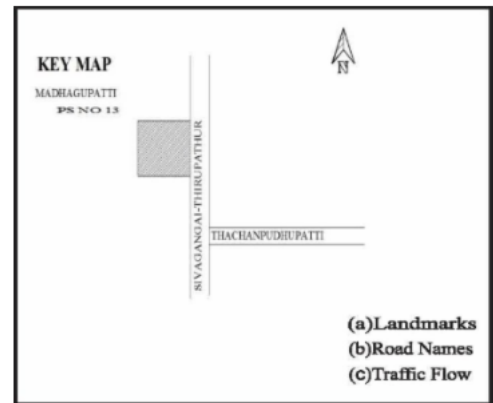 KEY MAP
N
MADHAGUPATTI
PS NO 13
SIVAGANGAI-THIRUPATHUR
THACHANPUDHUPATTI
(a)Landmarks
(b)Road Names
(c)Traffic Flow